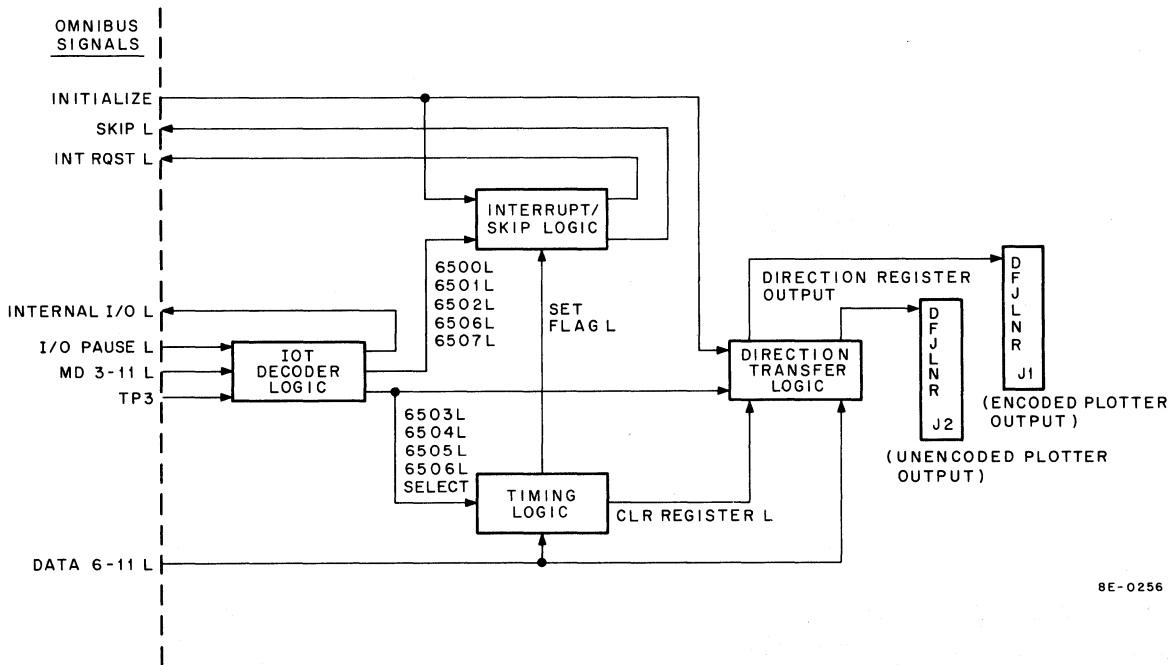 OMNIBUS
SIGNALS
INITIALIZE
SKIP L
INT RQST L
INTERRUPT/
SKIP LOGIC
6500L
6501L
6502L
6506L
6507L
SET
FLAG L
DIRECTION REGISTER
OUTPUT
D
F
J
L
N
R
J1
(ENCODED PLOTTER
OUTPUT)
D
F
J
L
N
R
J2
(UNENCODED PLOTTER
OUTPUT)
INTERNAL I/O L
I/O PAUSE L
MD 3-11 L
TP3
IOT
DECODER
LOGIC
DIRECTION
TRANSFER
LOGIC
6503L
6504L
6505L
6506L
SELECT
TIMING
LOGIC
CLR REGISTER L
DATA 6-11 L
8E-0256